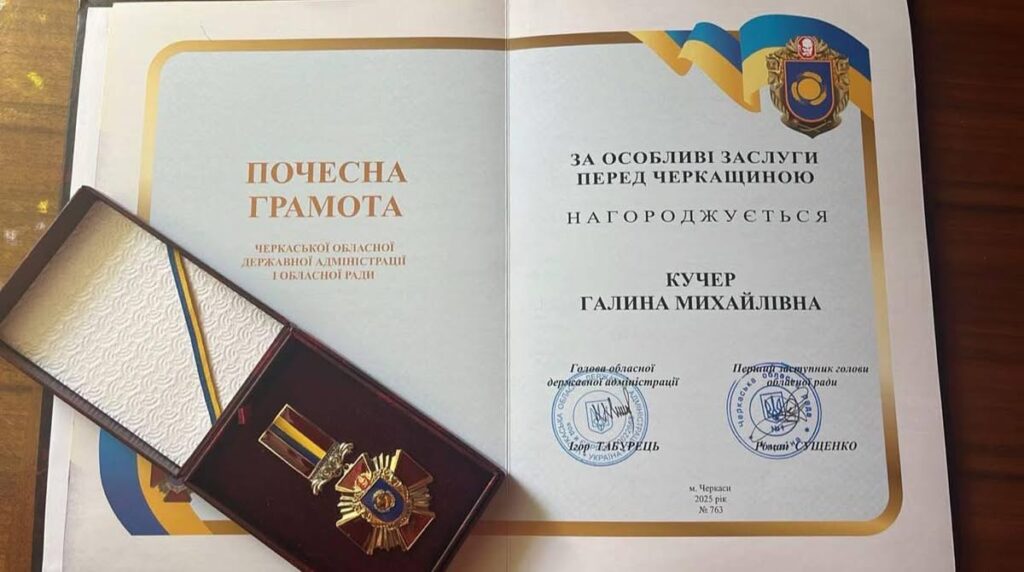 ПОЧЕСНА
ГРАМОТА
ЧЕРКАСЬКОЇ ОБЛАСНОЇ
ДЕРЖАВНОЇ АДМІНІСТРАЦІЇ
І ОБЛАСНОЇ РАДИ
ЗА ОСОБЛИВІ ЗАСЛУГИ
ПЕРЕД ЧЕРКАЩИНОЮ
НАГОРОДЖУЄТЬСЯ
КУЧЕР
ГАЛИНА МИХАЙЛІВНА
Голова обласної
державної адміністрації
Ігор ТАБУРЕЦЬ
Перший заступник голови
обласної ради
Роман СУЩЕНКО
м. Черкаси
2025 рік
№ 763